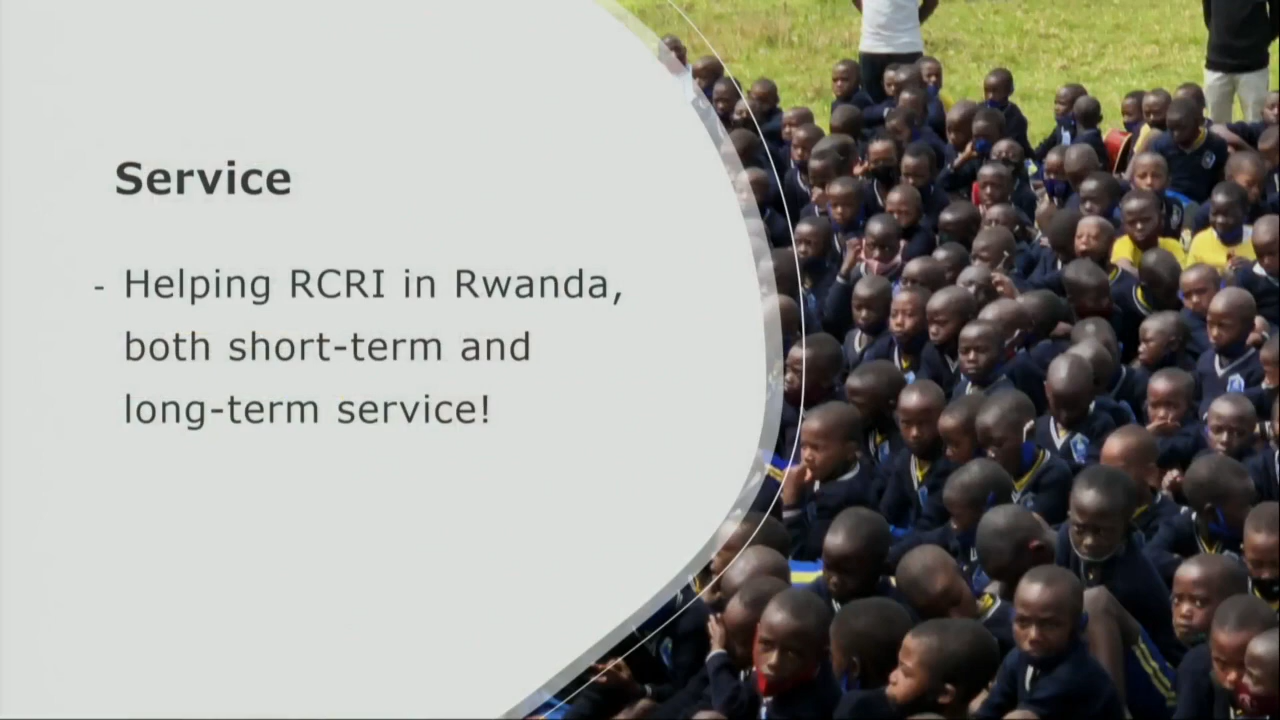 Service
- Helping RCRI in Rwanda,
both short-term and
long-term service!